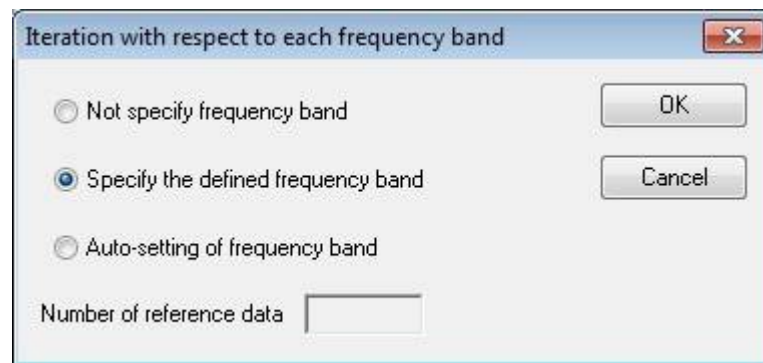 Iteration with respect to each frequency band
Not specify frequency band
OK
Specify the defined frequency band
Cancel
Auto-setting of frequency band
Number of reference data